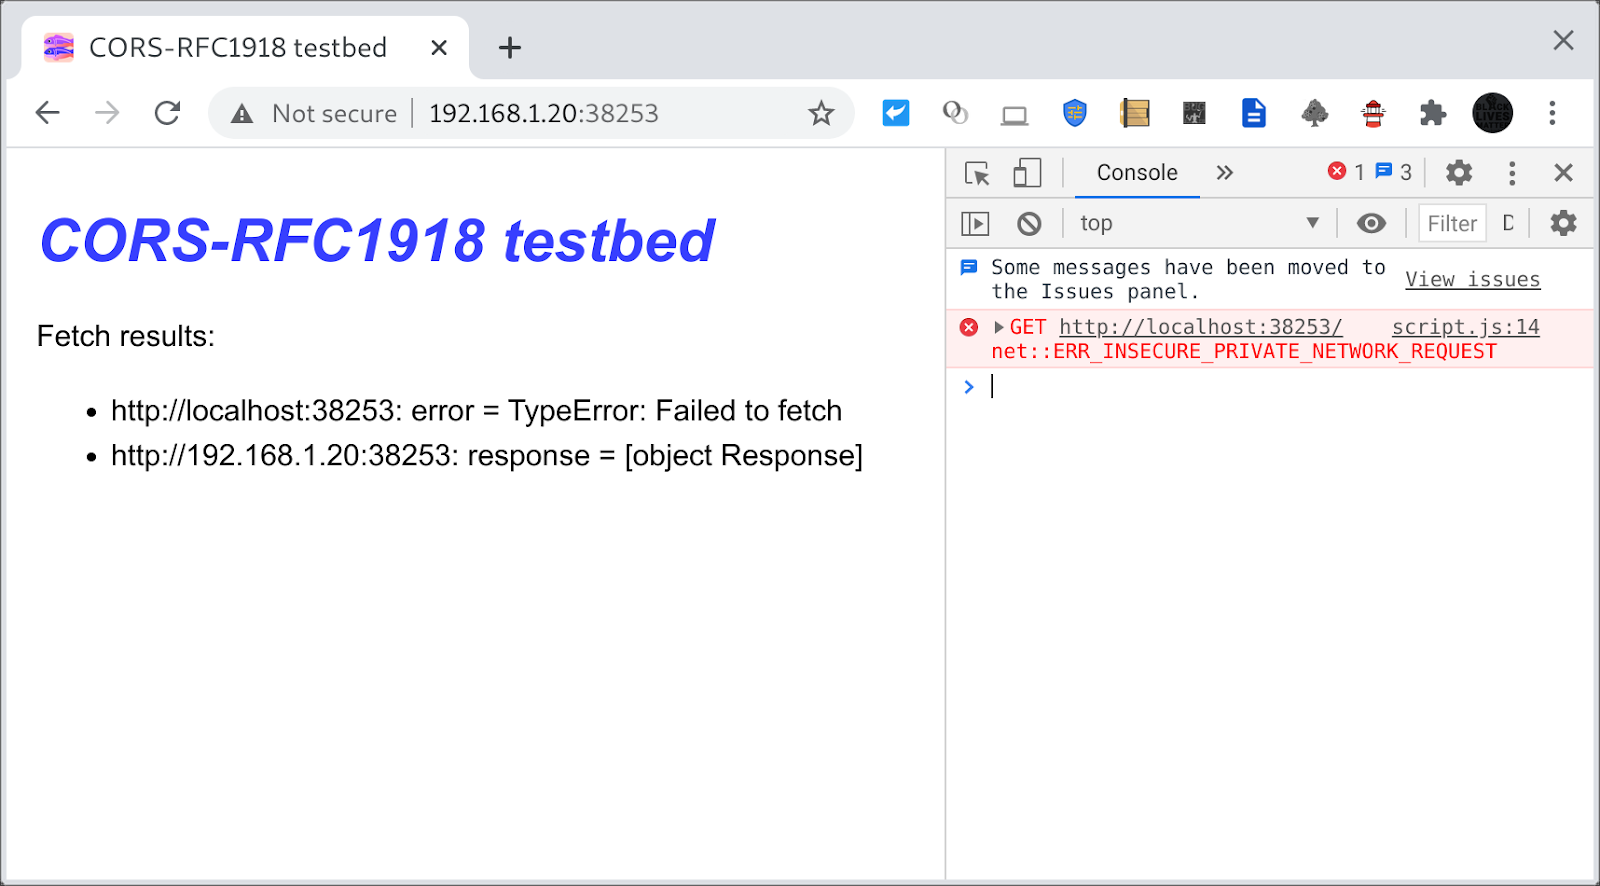 CORS-RFC1918 testbed
Not secure
192.168.1.20:38253
BLACK LIVES MATTER
Console
1
3
top
Filter
D
CORS-RFC1918 testbed
Fetch results:
http://localhost:38253: error = TypeError: Failed to fetch
http://192.168.1.20:38253: response = [object Response]
Some messages have been moved to
the Issues panel.
View issues
GET http://localhost:38253/ script.js:14
net::ERR_INSECURE_PRIVATE_NETWORK_REQUEST